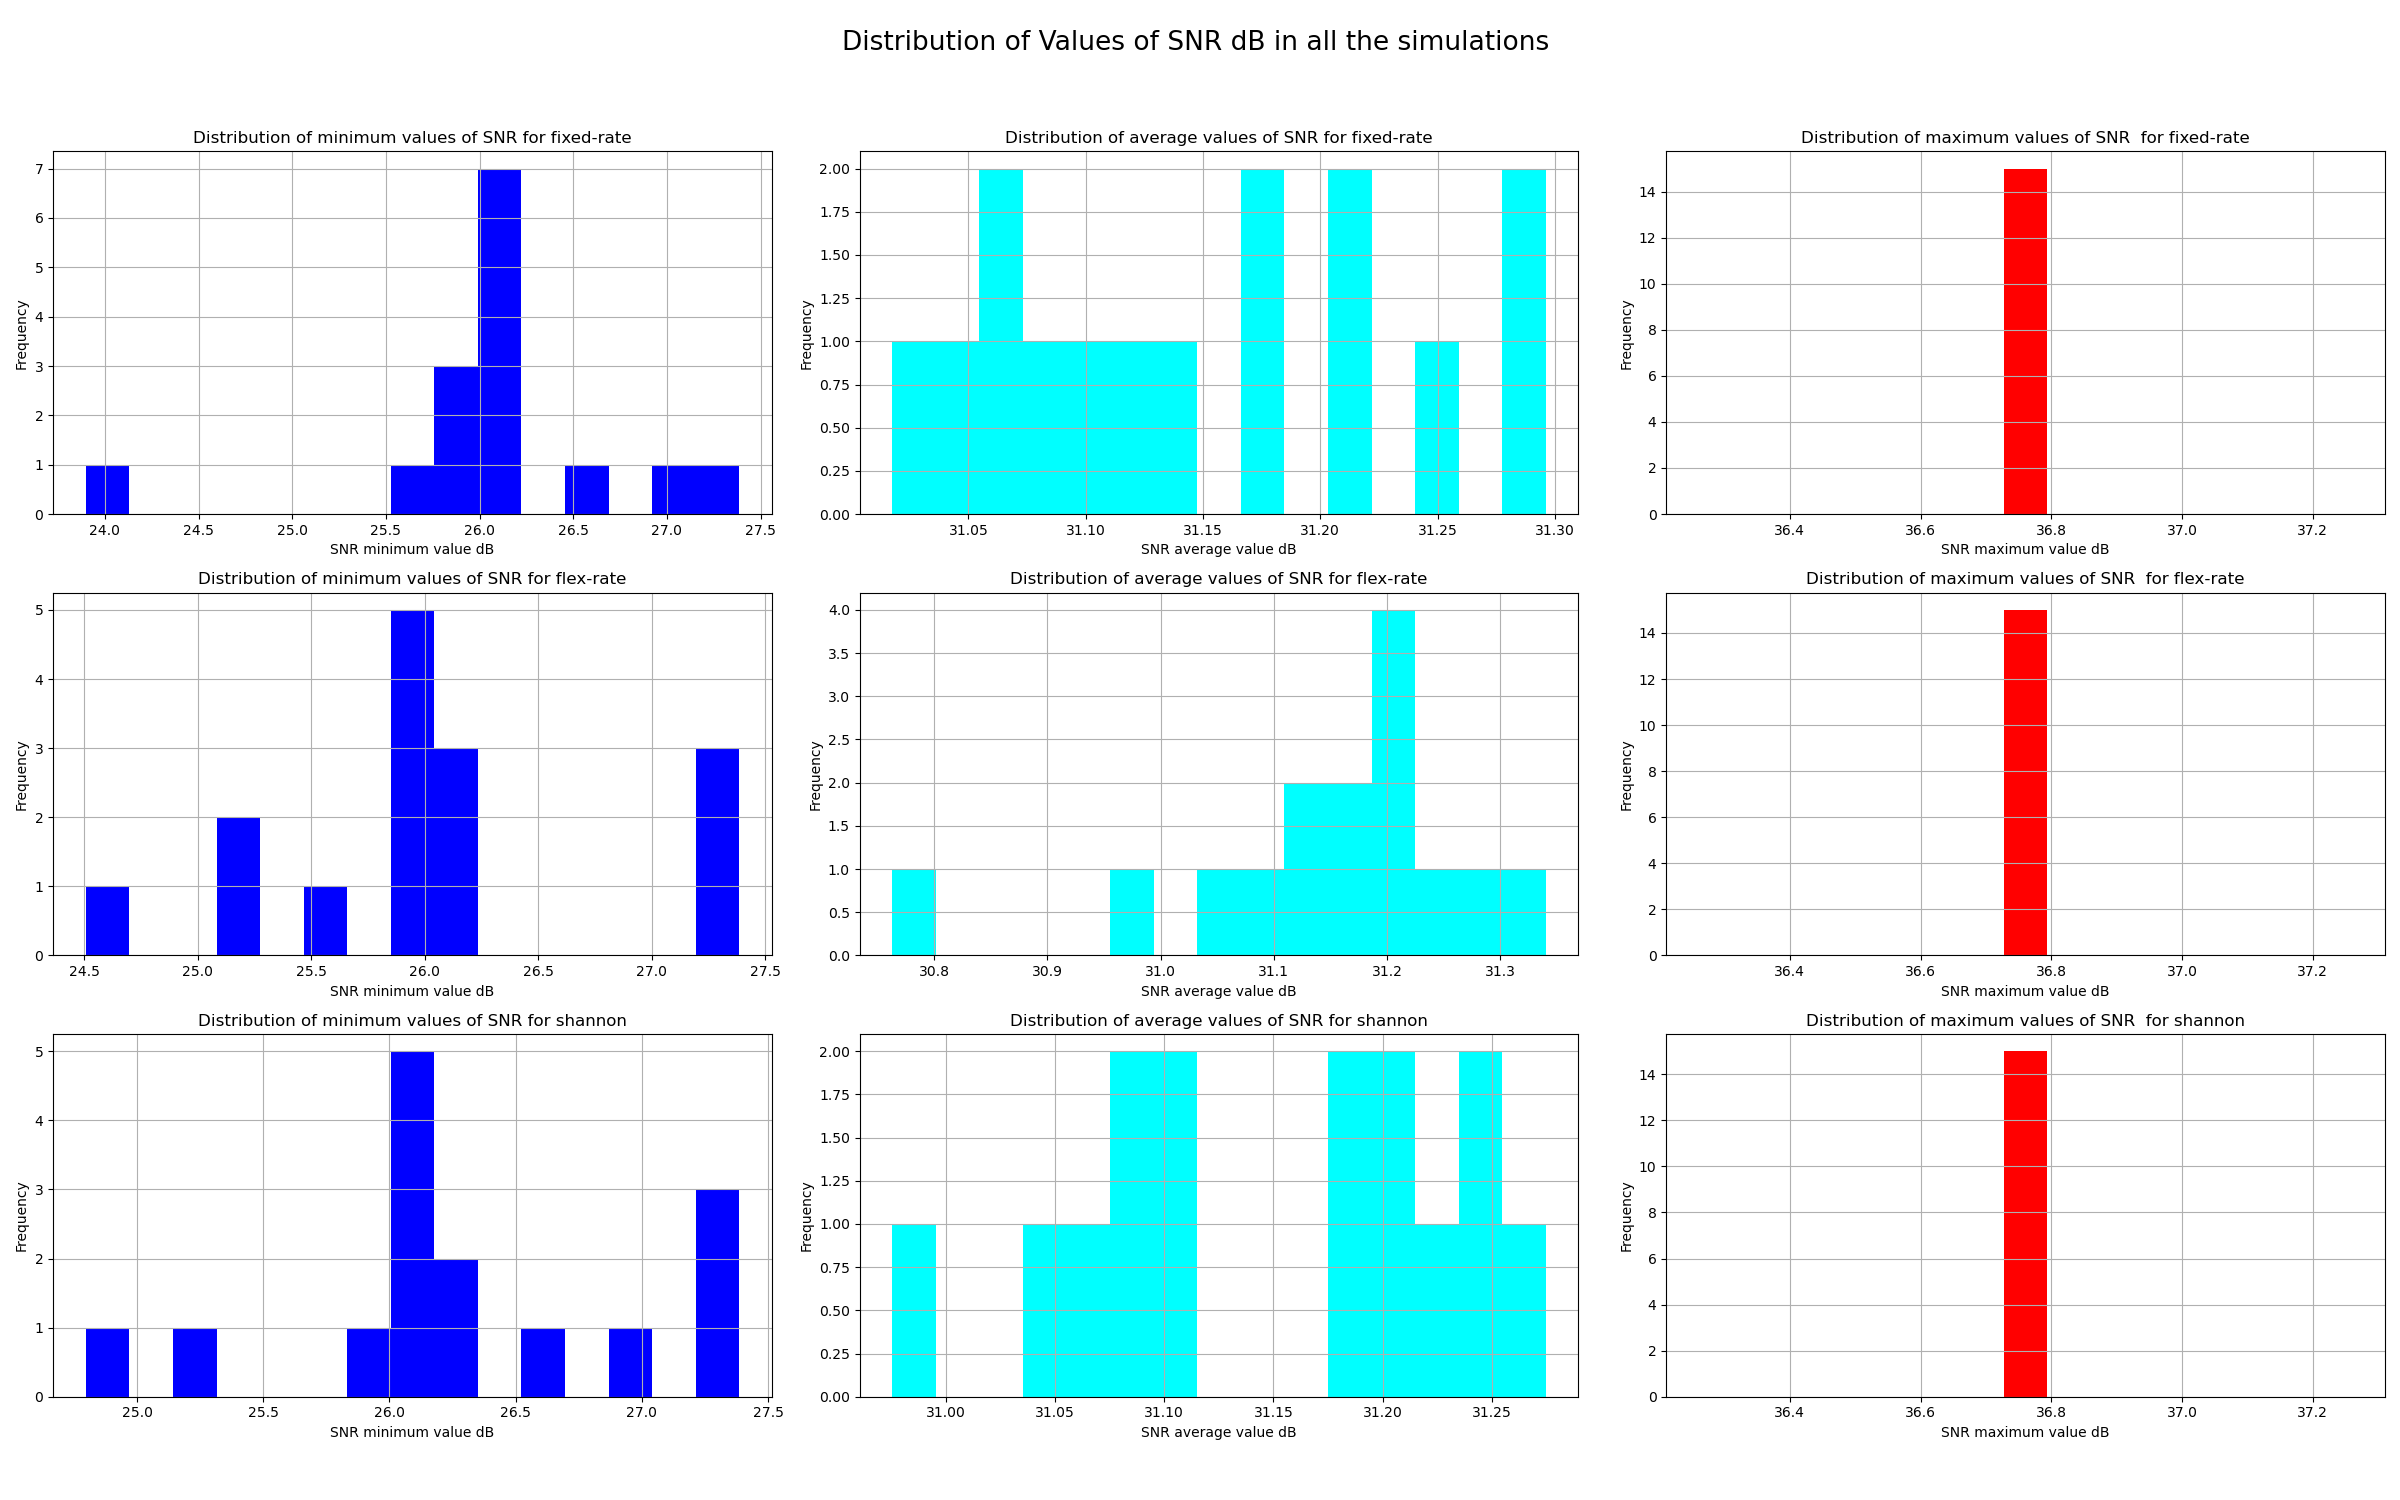 Distribution of Values of SNR dB in all the simulations
Distribution of minimum values of SNR for fixed-rate
7
6
5
4
3
2
1
0
Frequency
24.0 24.5 25.0 25.5 26.0 26.5 27.0 27.5
SNR minimum value dB
Distribution of average values of SNR for fixed-rate
2.00
1.75
1.50
1.25
1.00
0.75
0.50
0.25
0.00
Frequency
31.05 31.10 31.15 31.20 31.25 31.30
SNR average value dB
Distribution of maximum values of SNR  for fixed-rate
14
12
10
8
6
4
2
0
Frequency
36.4 36.6 36.8 37.0 37.2
SNR maximum value dB
Distribution of minimum values of SNR for flex-rate
5
4
3
2
1
0
Frequency
24.5 25.0 25.5 26.0 26.5 27.0 27.5
SNR minimum value dB
Distribution of average values of SNR for flex-rate
4.0
3.5
3.0
2.5
2.0
1.5
1.0
0.5
0.0
Frequency
30.8 30.9 31.0 31.1 31.2 31.3
SNR average value dB
Distribution of maximum values of SNR  for flex-rate
14
12
10
8
6
4
2
0
Frequency
36.4 36.6 36.8 37.0 37.2
SNR maximum value dB
Distribution of minimum values of SNR for shannon
5
4
3
2
1
0
Frequency
25.0 25.5 26.0 26.5 27.0 27.5
SNR minimum value dB
Distribution of average values of SNR for shannon
2.00
1.75
1.50
1.25
1.00
0.75
0.50
0.25
0.00
Frequency
31.00 31.05 31.10 31.15 31.20 31.25
SNR average value dB
Distribution of maximum values of SNR  for shannon
14
12
10
8
6
4
2
0
Frequency
36.4 36.6 36.8 37.0 37.2
SNR maximum value dB